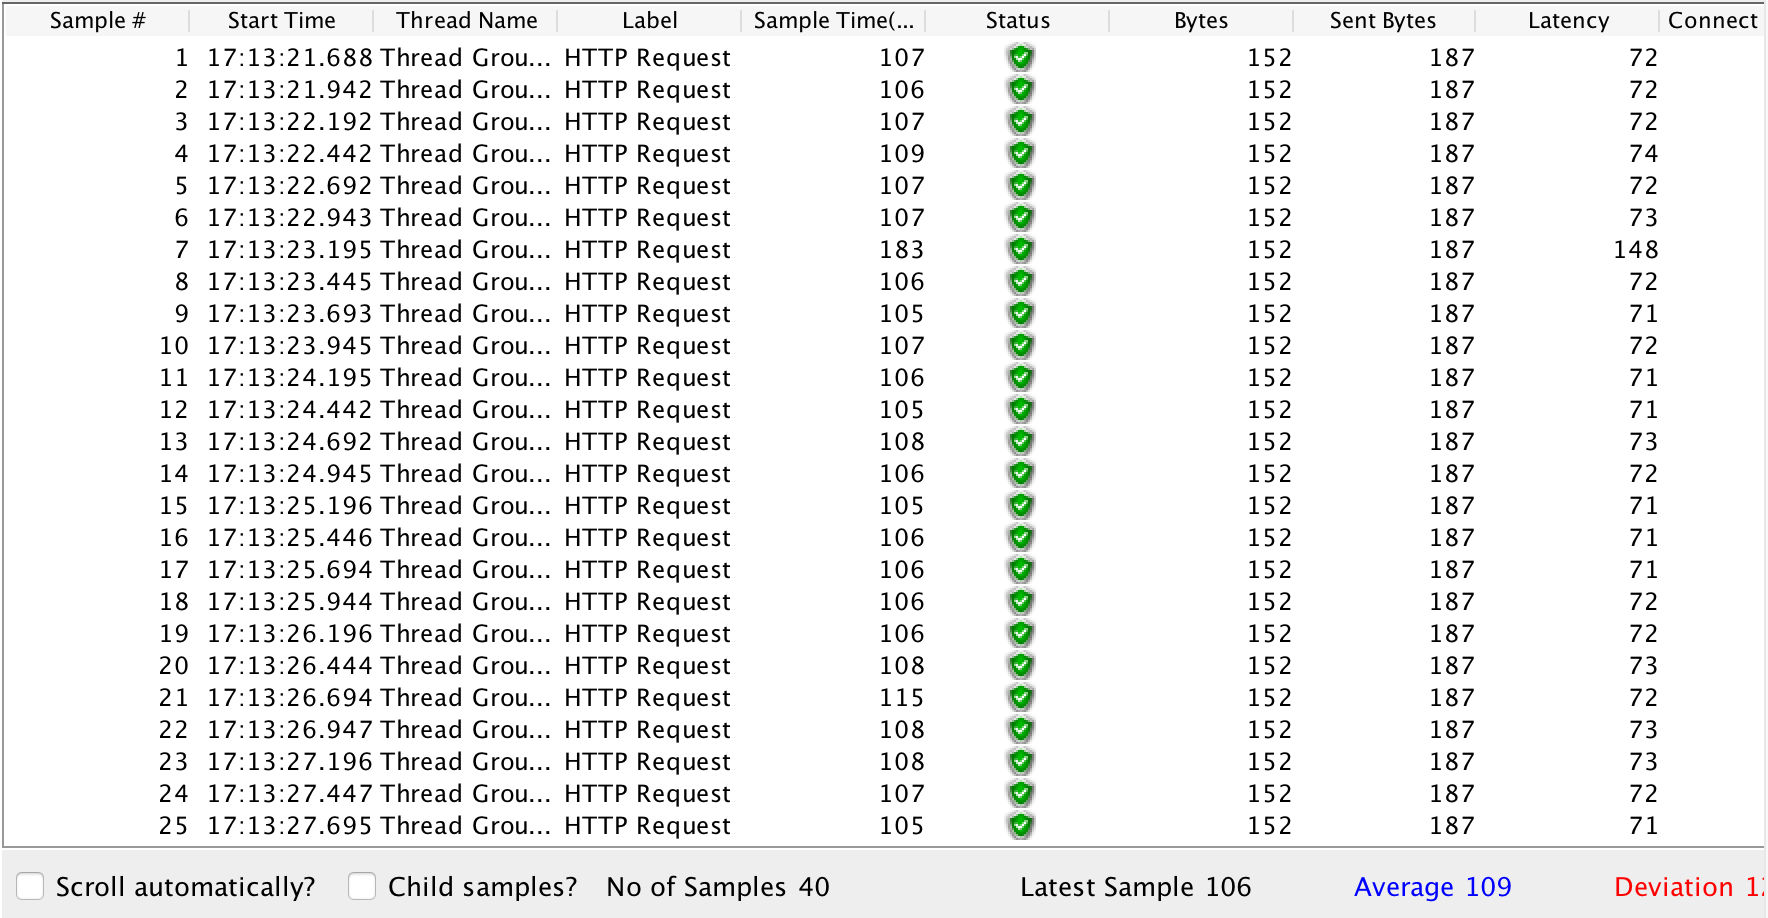 Sample # Start Time Thread Name Label Sample Time(... Status Bytes Sent Bytes Latency Connect
1 17:13:21.688 Thread Grou... HTTP Request 107 152 187 72
2 17:13:21.942 Thread Grou... HTTP Request 106 152 187 72
3 17:13:22.192 Thread Grou... HTTP Request 107 152 187 72
4 17:13:22.442 Thread Grou... HTTP Request 109 152 187 74
5 17:13:22.692 Thread Grou... HTTP Request 107 152 187 72
6 17:13:22.943 Thread Grou... HTTP Request 107 152 187 73
7 17:13:23.195 Thread Grou... HTTP Request 183 152 187 148
8 17:13:23.445 Thread Grou... HTTP Request 106 152 187 72
9 17:13:23.693 Thread Grou... HTTP Request 105 152 187 71
10 17:13:23.945 Thread Grou... HTTP Request 107 152 187 72
11 17:13:24.195 Thread Grou... HTTP Request 106 152 187 71
12 17:13:24.442 Thread Grou... HTTP Request 105 152 187 71
13 17:13:24.692 Thread Grou... HTTP Request 108 152 187 73
14 17:13:24.945 Thread Grou... HTTP Request 106 152 187 72
15 17:13:25.196 Thread Grou... HTTP Request 105 152 187 71
16 17:13:25.446 Thread Grou... HTTP Request 106 152 187 71
17 17:13:25.694 Thread Grou... HTTP Request 106 152 187 71
18 17:13:25.944 Thread Grou... HTTP Request 106 152 187 72
19 17:13:26.196 Thread Grou... HTTP Request 106 152 187 72
20 17:13:26.444 Thread Grou... HTTP Request 108 152 187 73
21 17:13:26.694 Thread Grou... HTTP Request 115 152 187 72
22 17:13:26.947 Thread Grou... HTTP Request 108 152 187 73
23 17:13:27.196 Thread Grou... HTTP Request 108 152 187 73
24 17:13:27.447 Thread Grou... HTTP Request 107 152 187 72
25 17:13:27.695 Thread Grou... HTTP Request 105 152 187 71
Scroll automatically? Child samples? No of Samples 40 Latest Sample 106 Average 109 Deviation